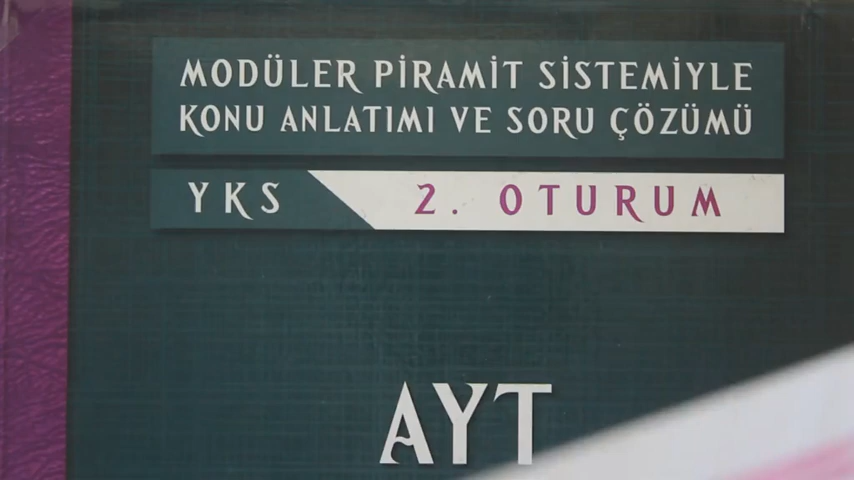 MODÜLER PİRAMİT SİSTEMİYLE
KONU ANLATIMI VE SORU ÇÖZÜMÜ
YKS 2. OTURUM
AYT